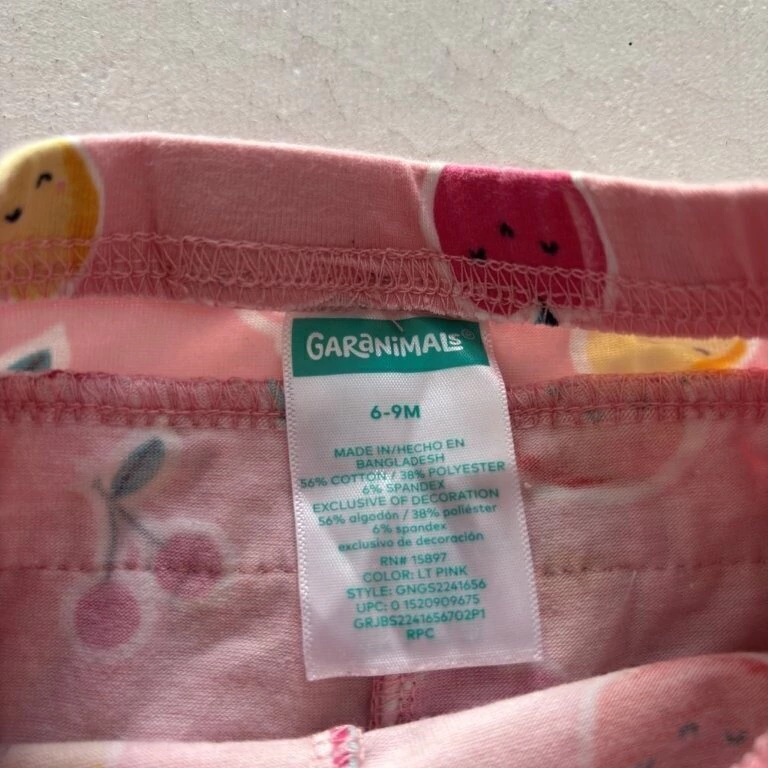 GARANIMALS®
6-9M
MADE IN/HECHO EN
BANGLADESH
56% COTTON / 38% POLYESTER
6% SPANDEX
EXCLUSIVE OF DECORATION
56% algodón / 38% poliéster
6% spandex
exclusivo de decoración
RN# 15897
COLOR: LT PINK
STYLE: GNGS2241656
UPC: 0 1520909675
GRJBS2241656702P1
RPC